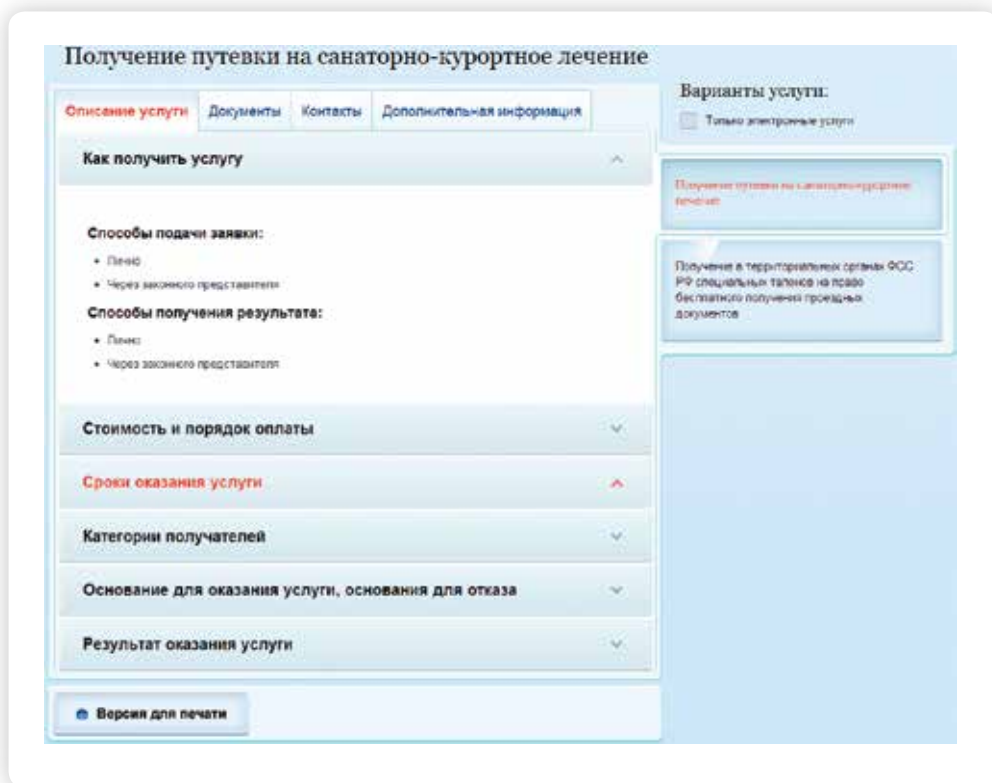 Получение путевки на санаторно-курортное лечение
Описание услуги
Документы
Контакты
Дополнительная информация
Как получить услугу
Способы подачи заявки:
• Лично
• Через законного представителя
Способы получения результата:
• Лично
• Через законного представителя
Стоимость и порядок оплаты
Сроки оказания услуги
Категории получателей
Основание для оказания услуги, основания для отказа
Результат оказания услуги
Версия для печати
Варианты услуги:
Только электронные услуги
Получение путевки на санаторно-курортное
лечение
Получение в территориальных органах ФСС
РФ специальных талонов на право
бесплатного получения проездных
документов